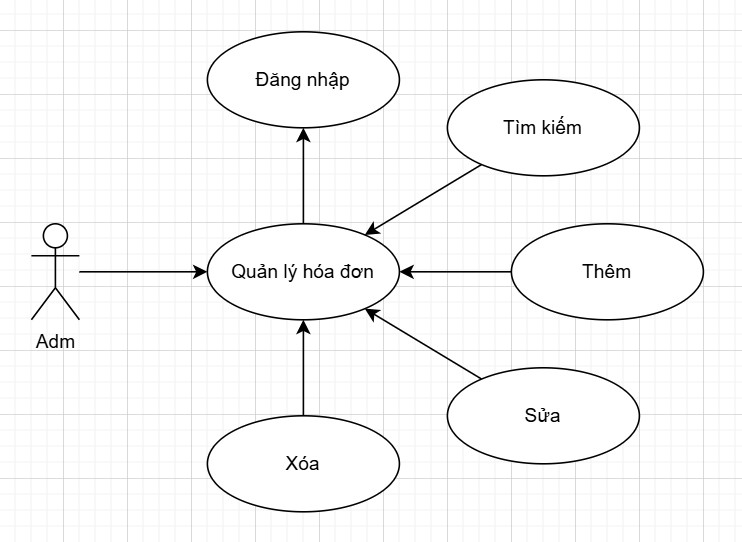 Đăng nhập
Tìm kiếm
Quản lý hóa đơn
Thêm
Adm
Sửa
Xóa